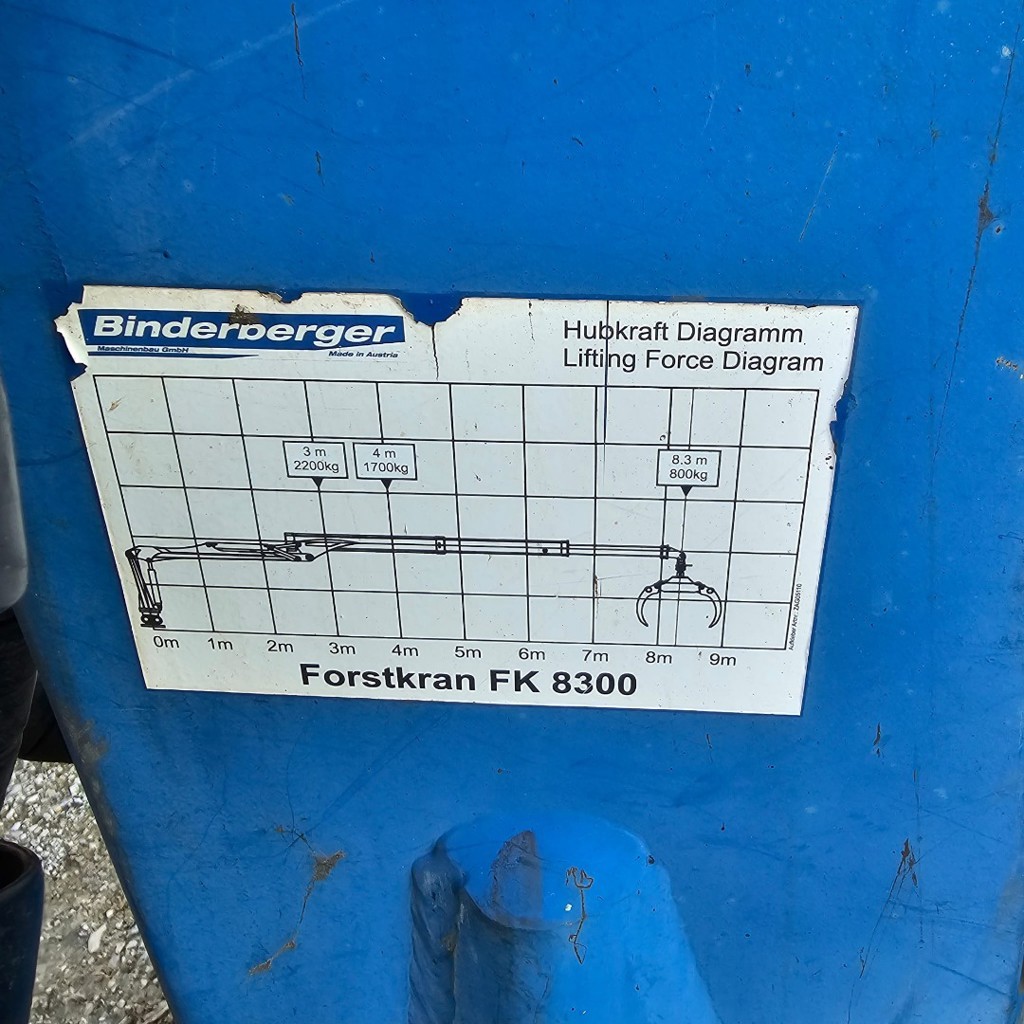 Binderberger
Maschinenbau GmbH
Made in Austria
Hubkraft Diagramm
Lifting Force Diagram
3 m
2200kg
4 m
1700kg
8.3 m
800kg
0m 1m 2m 3m 4m 5m 6m 7m 8m 9m
Forstkran FK 8300